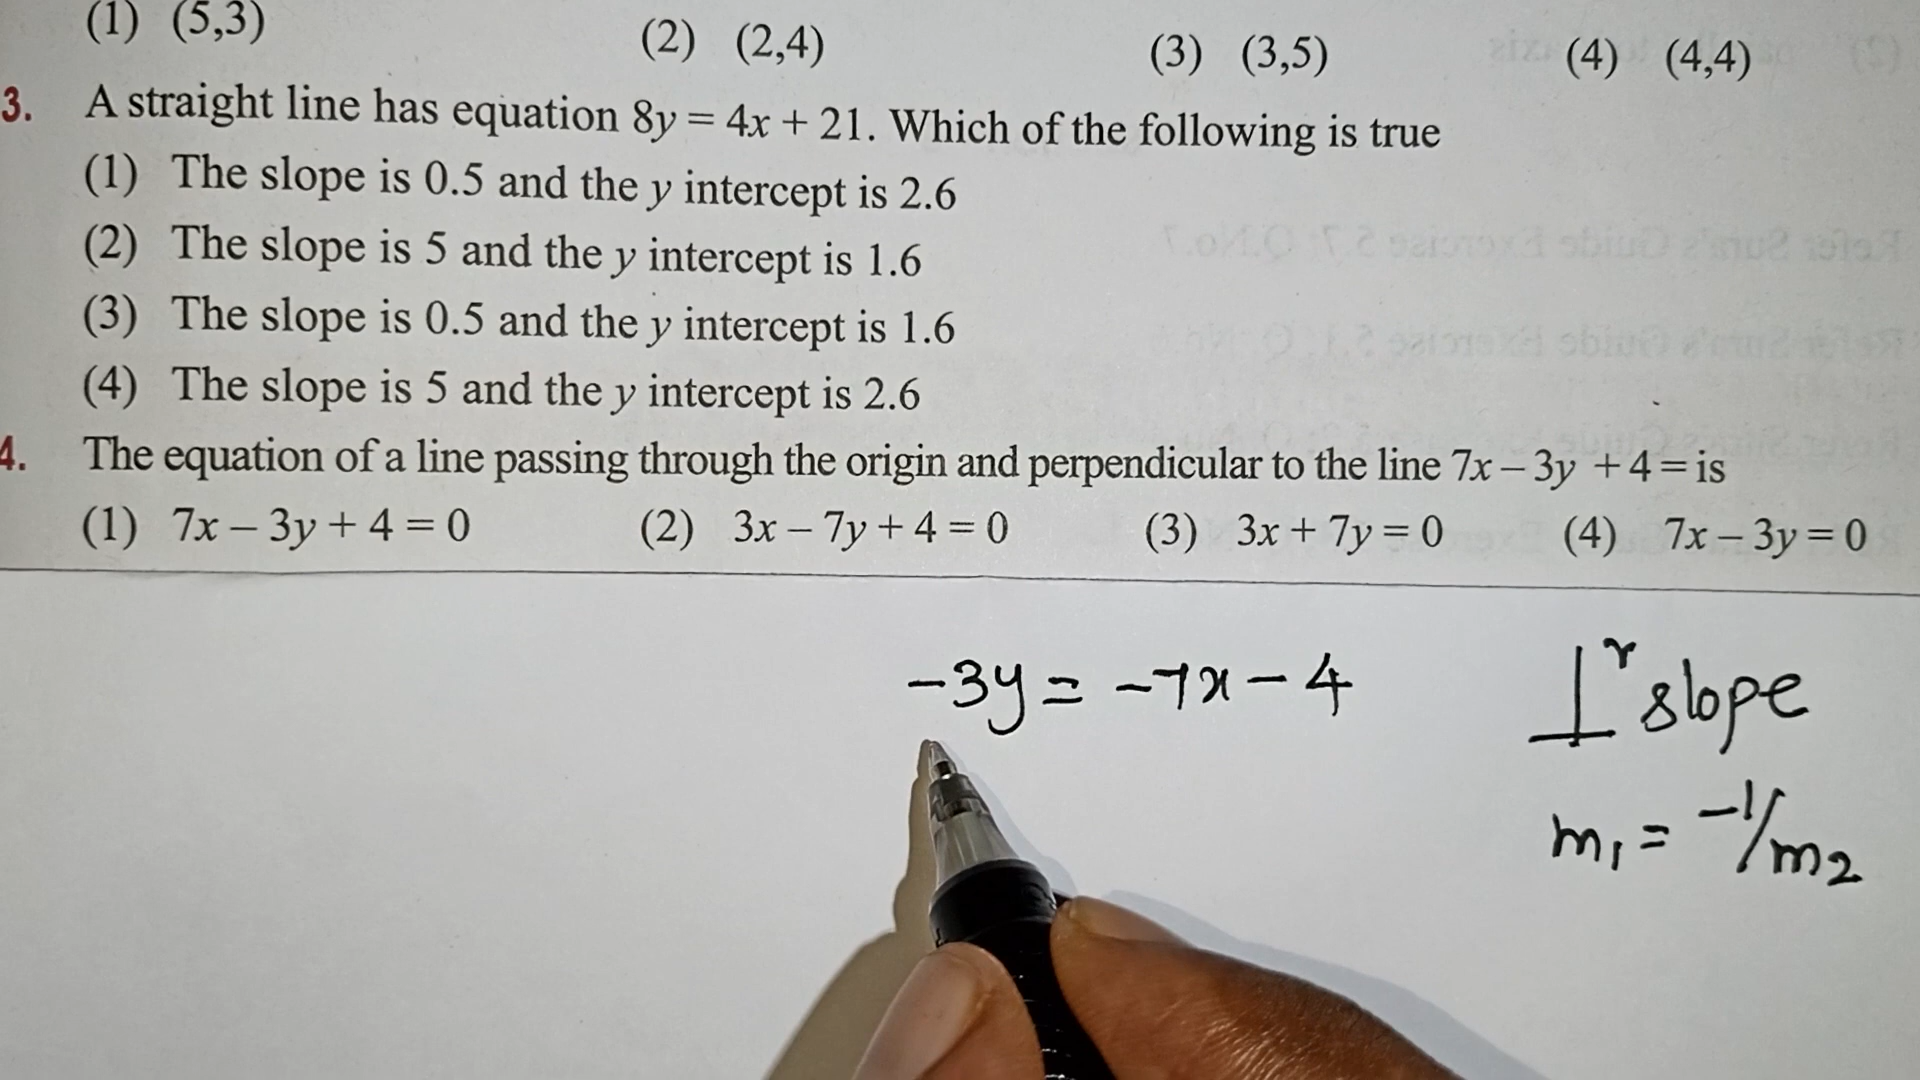 (1) (5,3) (2) (2,4) (3) (3,5) (4) (4,4)
3. A straight line has equation 8y = 4x + 21. Which of the following is true
(1) The slope is 0.5 and the y intercept is 2.6
(2) The slope is 5 and the y intercept is 1.6
(3) The slope is 0.5 and the y intercept is 1.6
(4) The slope is 5 and the y intercept is 2.6
4. The equation of a line passing through the origin and perpendicular to the line 7x – 3y + 4 = is
(1) 7x – 3y + 4 = 0 (2) 3x – 7y + 4 = 0 (3) 3x + 7y = 0 (4) 7x – 3y = 0
-3y = -7x - 4
⊥r slope
m1 = -1/m2